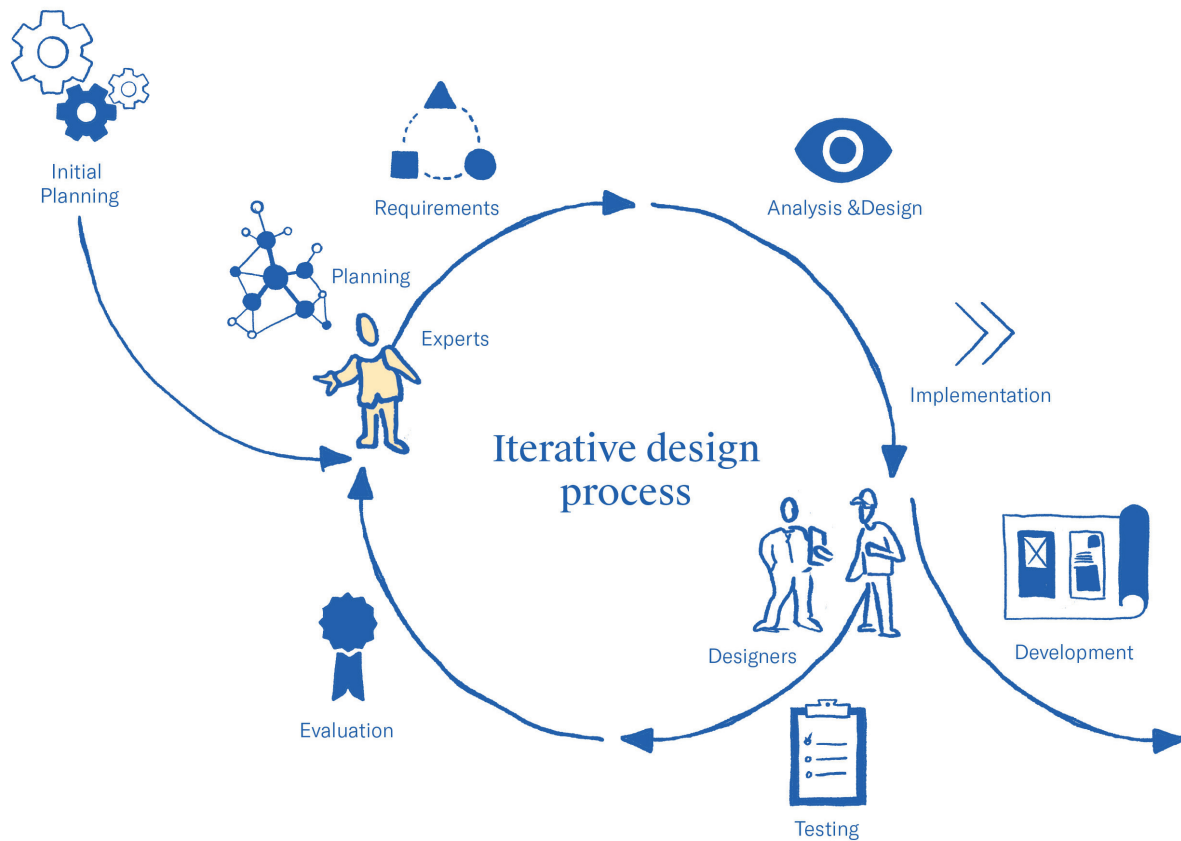 Initial
Planning
Requirements
Analysis &Design
Planning
Experts
Implementation
Iterative design
process
Designers
Development
Evaluation
Testing